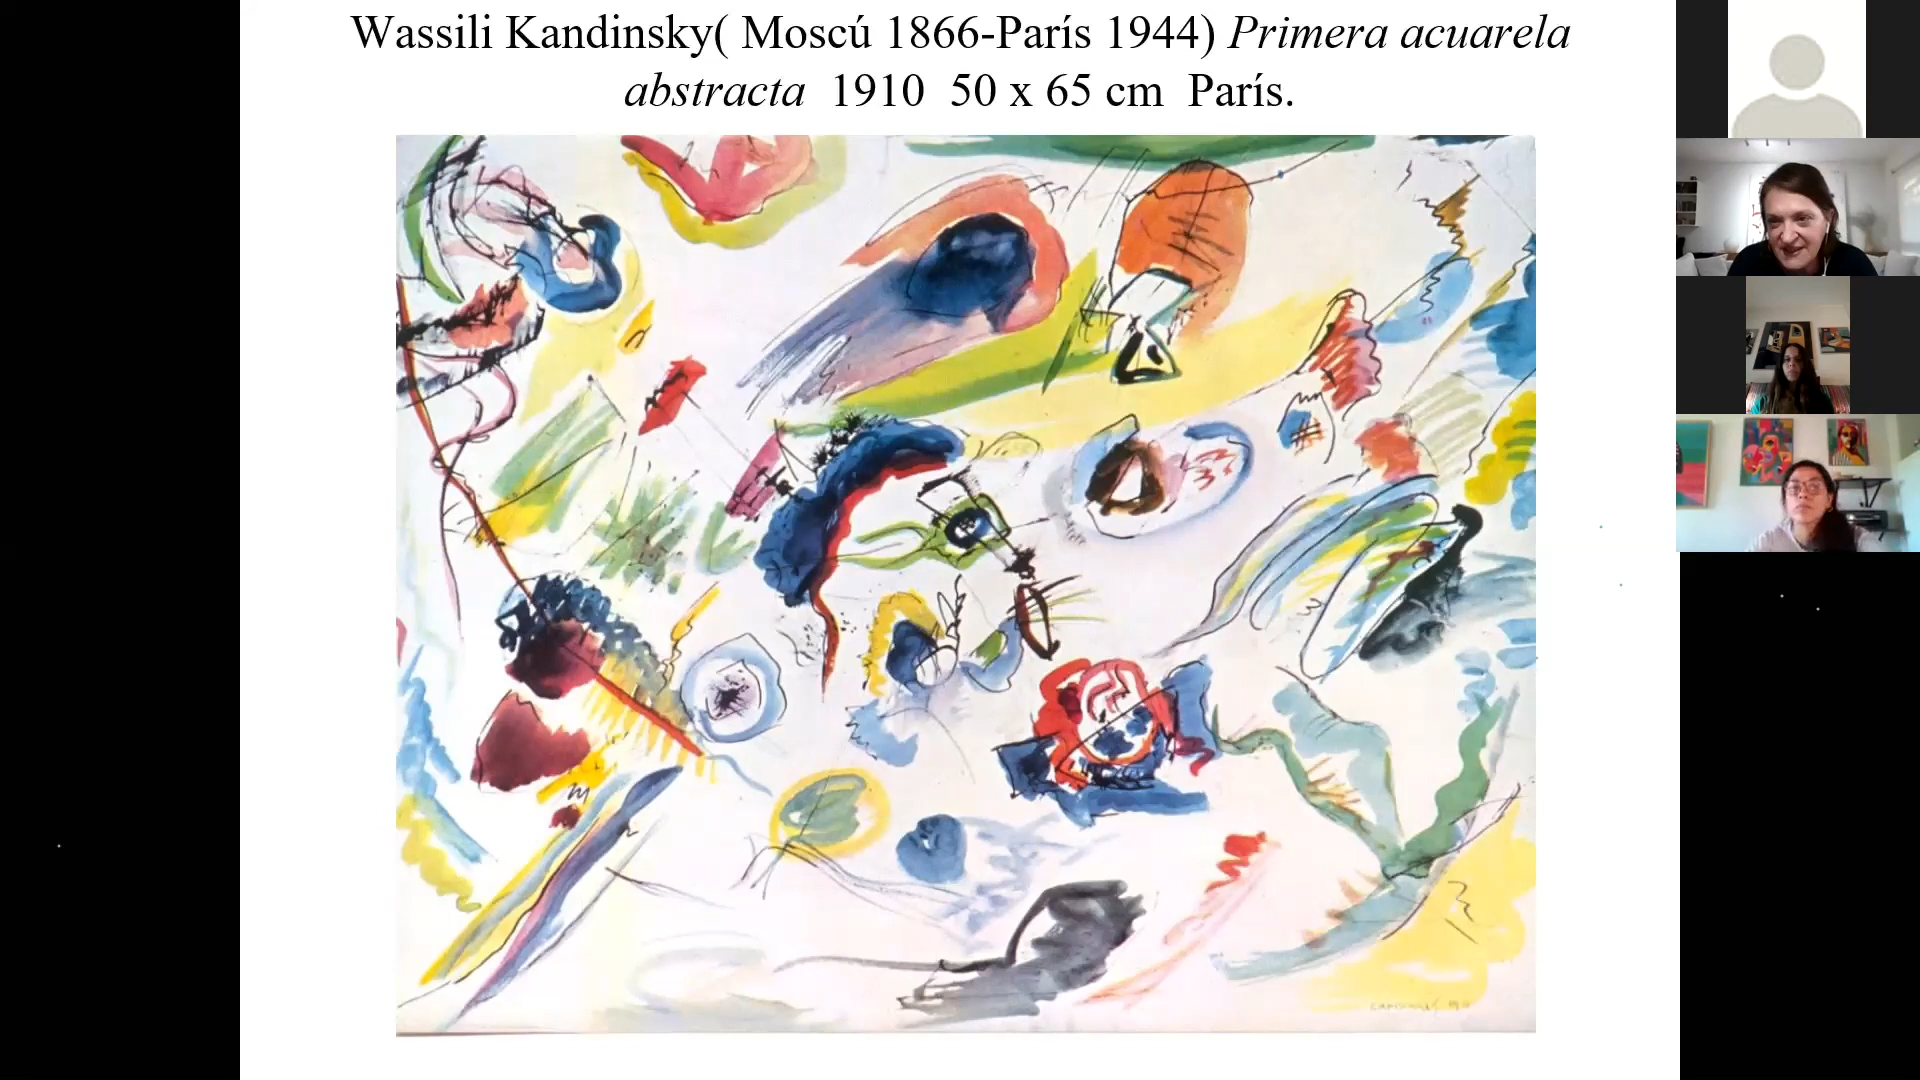 Wassili Kandinsky( Moscú 1866-París 1944) Primera acuarela
abstracta 1910 50 x 65 cm París.